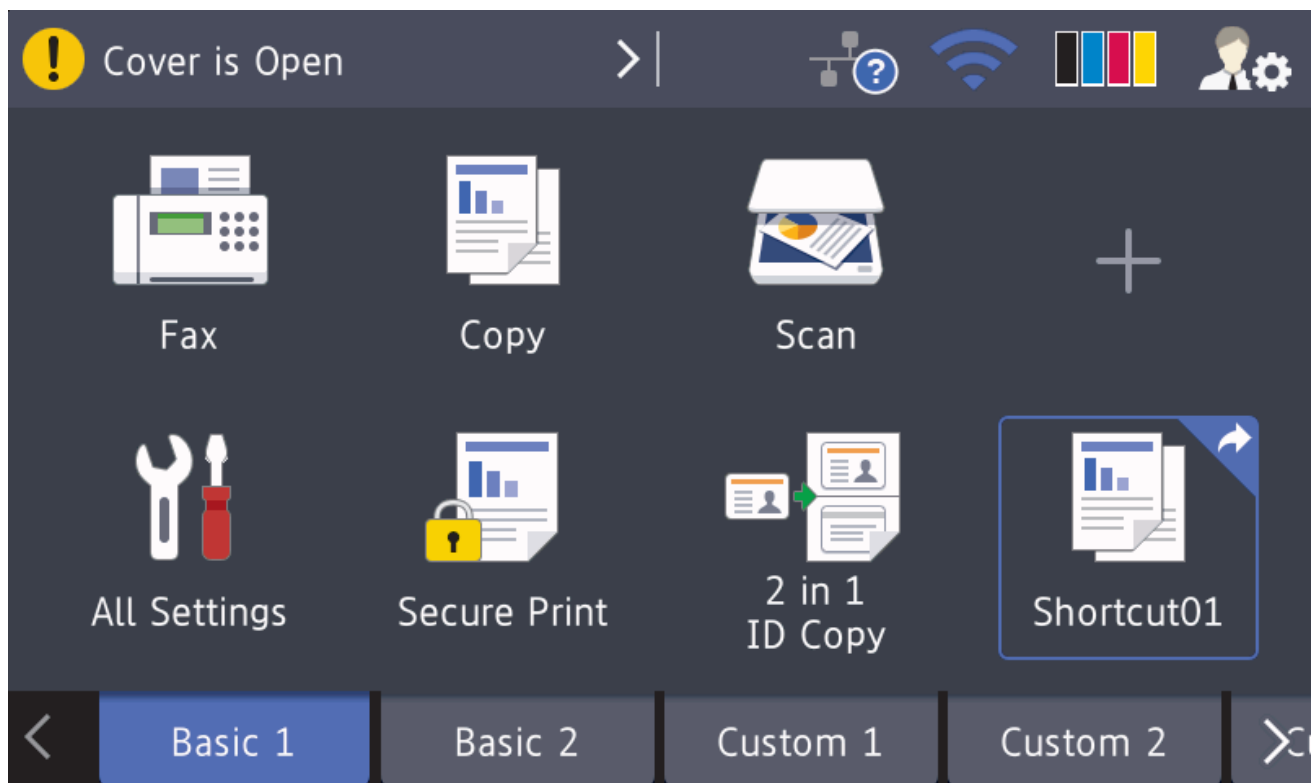 Cover is Open
Fax
Copy
Scan
All Settings
Secure Print
2 in 1
ID Copy
Shortcut01
Basic 1
Basic 2
Custom 1
Custom 2